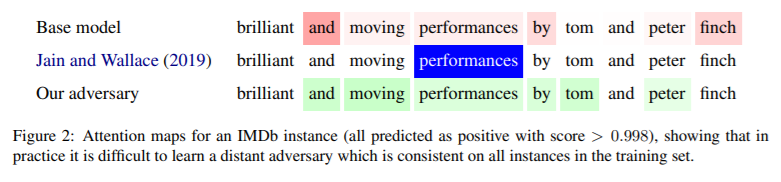 Base model brilliant and moving performances by tom and peter finch
Jain and Wallace (2019) brilliant and moving performances by tom and peter finch
Our adversary brilliant and moving performances by tom and peter finch
Figure 2: Attention maps for an IMDb instance (all predicted as positive with score > 0.998), showing that in
practice it is difficult to learn a distant adversary which is consistent on all instances in the training set.